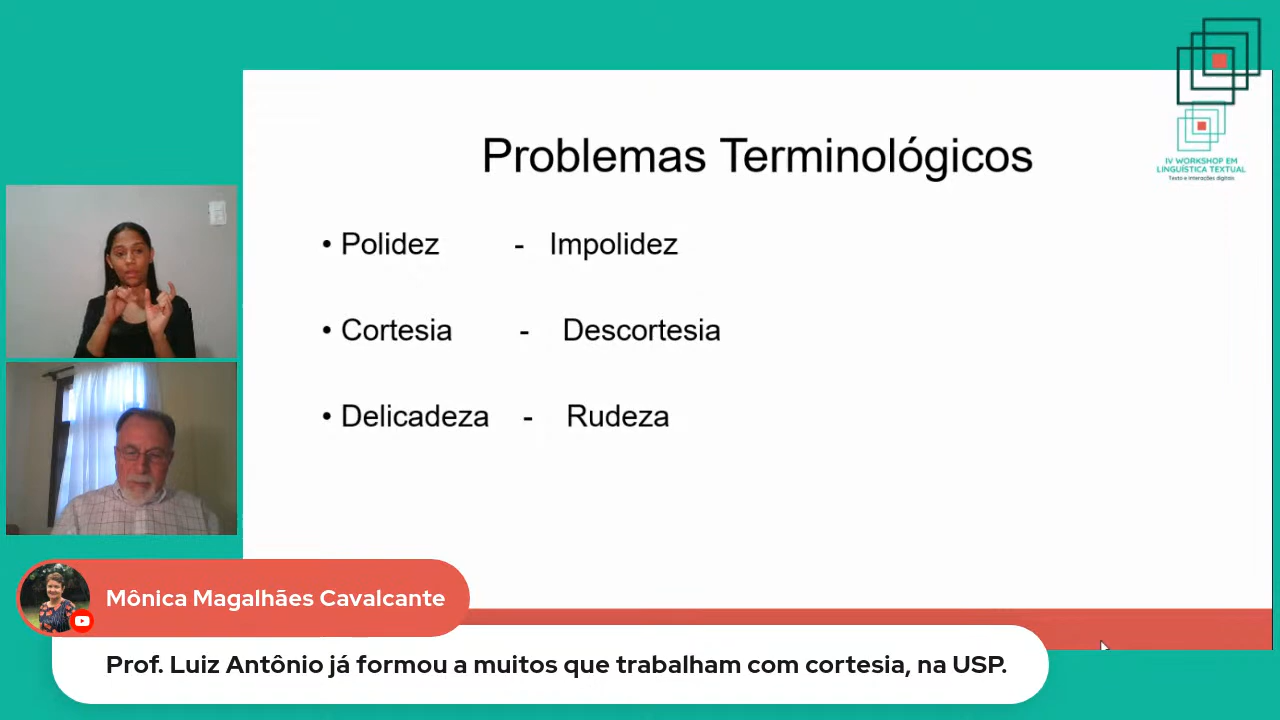 IV WORKSHOP EM
LINGUÍSTICA TEXTUAL
Texto e interações digitais
Problemas Terminológicos
• Polidez - Impolidez
• Cortesia - Descortesia
• Delicadeza - Rudeza
Mônica Magalhães Cavalcante
Prof. Luiz Antônio já formou a muitos que trabalham com cortesia, na USP.